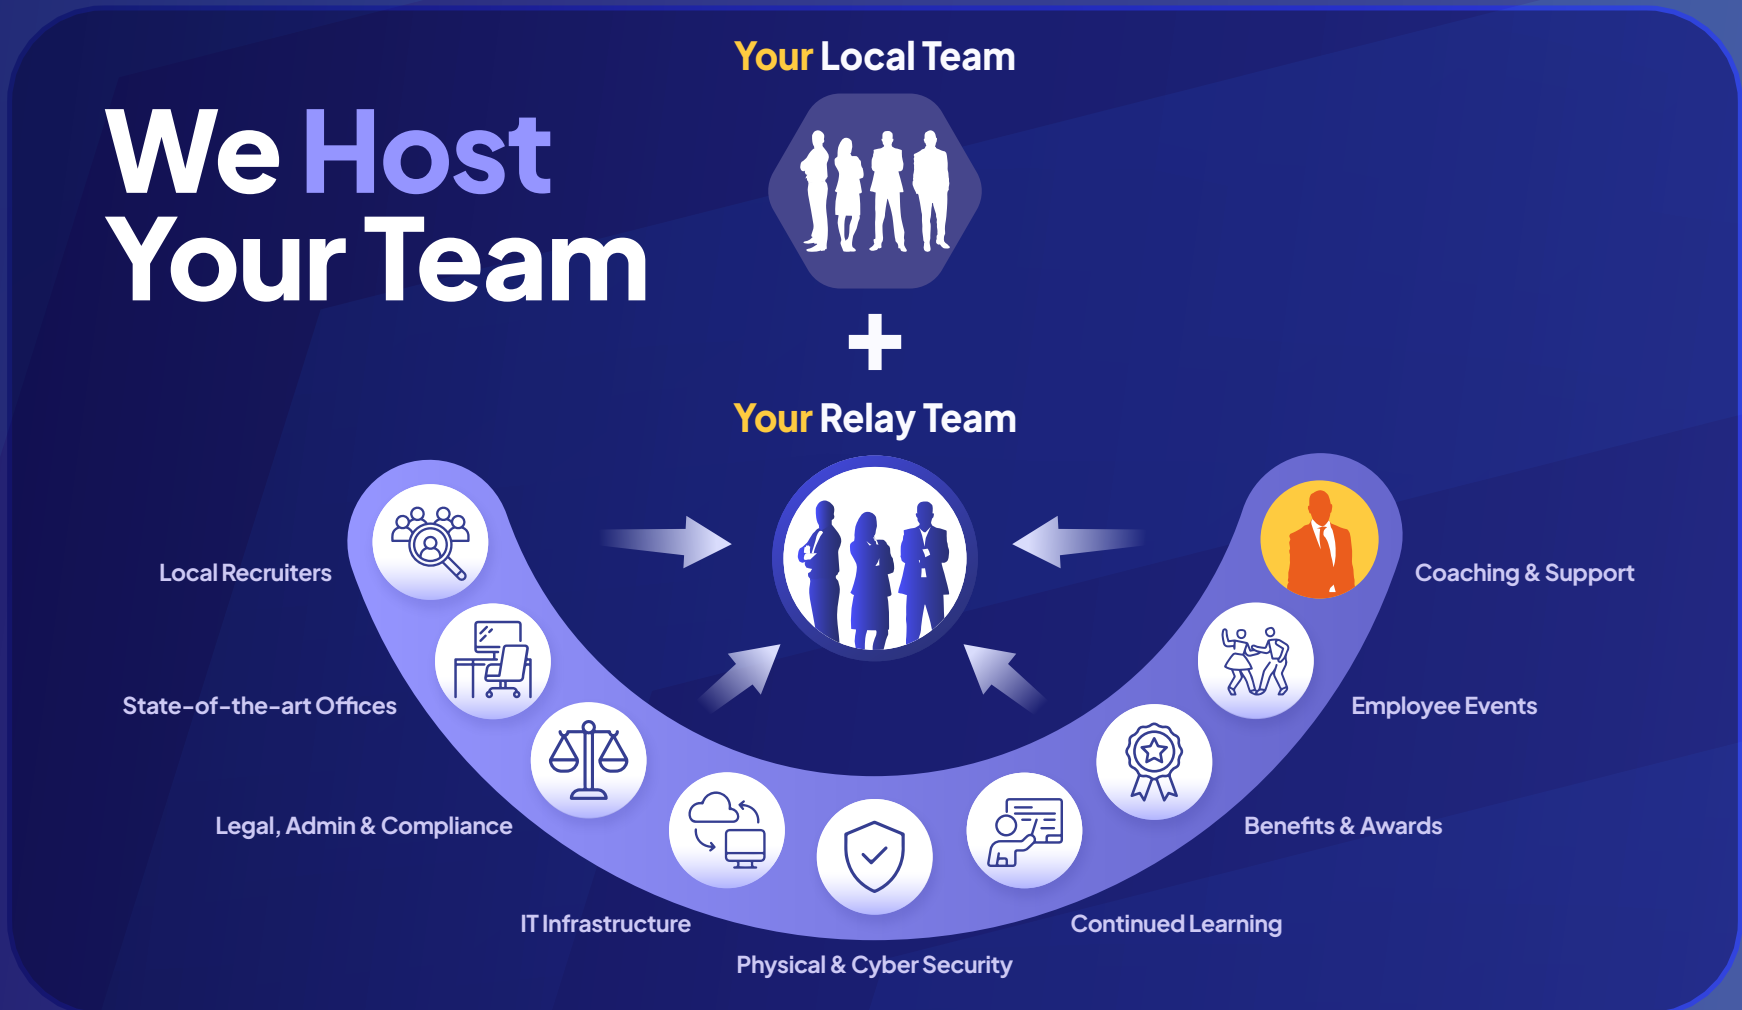 We Host
Your Team
Your Local Team
+
Your Relay Team
Local Recruiters
Coaching & Support
State-of-the-art Offices
Employee Events
Legal, Admin & Compliance
Benefits & Awards
IT Infrastructure
Continued Learning
Physical & Cyber Security